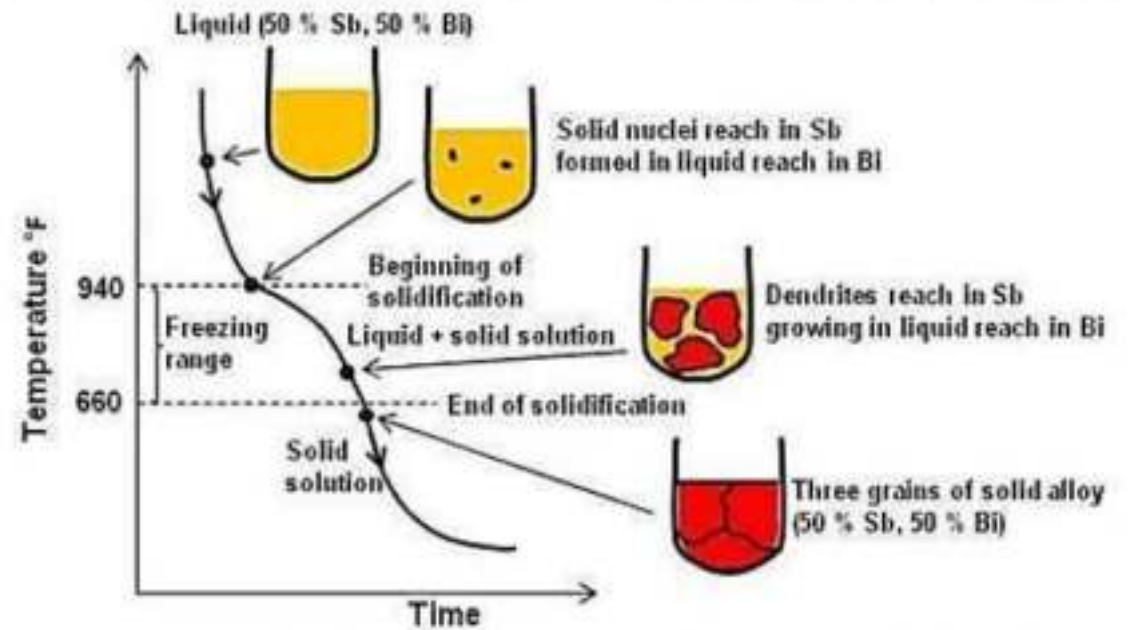 Liquid (50 % Sb, 50 % Bi)
Solid nuclei reach in Sb
formed in liquid reach in Bi
Temperature °F
940
Beginning of
solidification
Freezing
range
Liquid + solid solution
Dendrites reach in Sb
growing in liquid reach in Bi
660
End of solidification
Solid
solution
Three grains of solid alloy
(50 % Sb, 50 % Bi)
Time